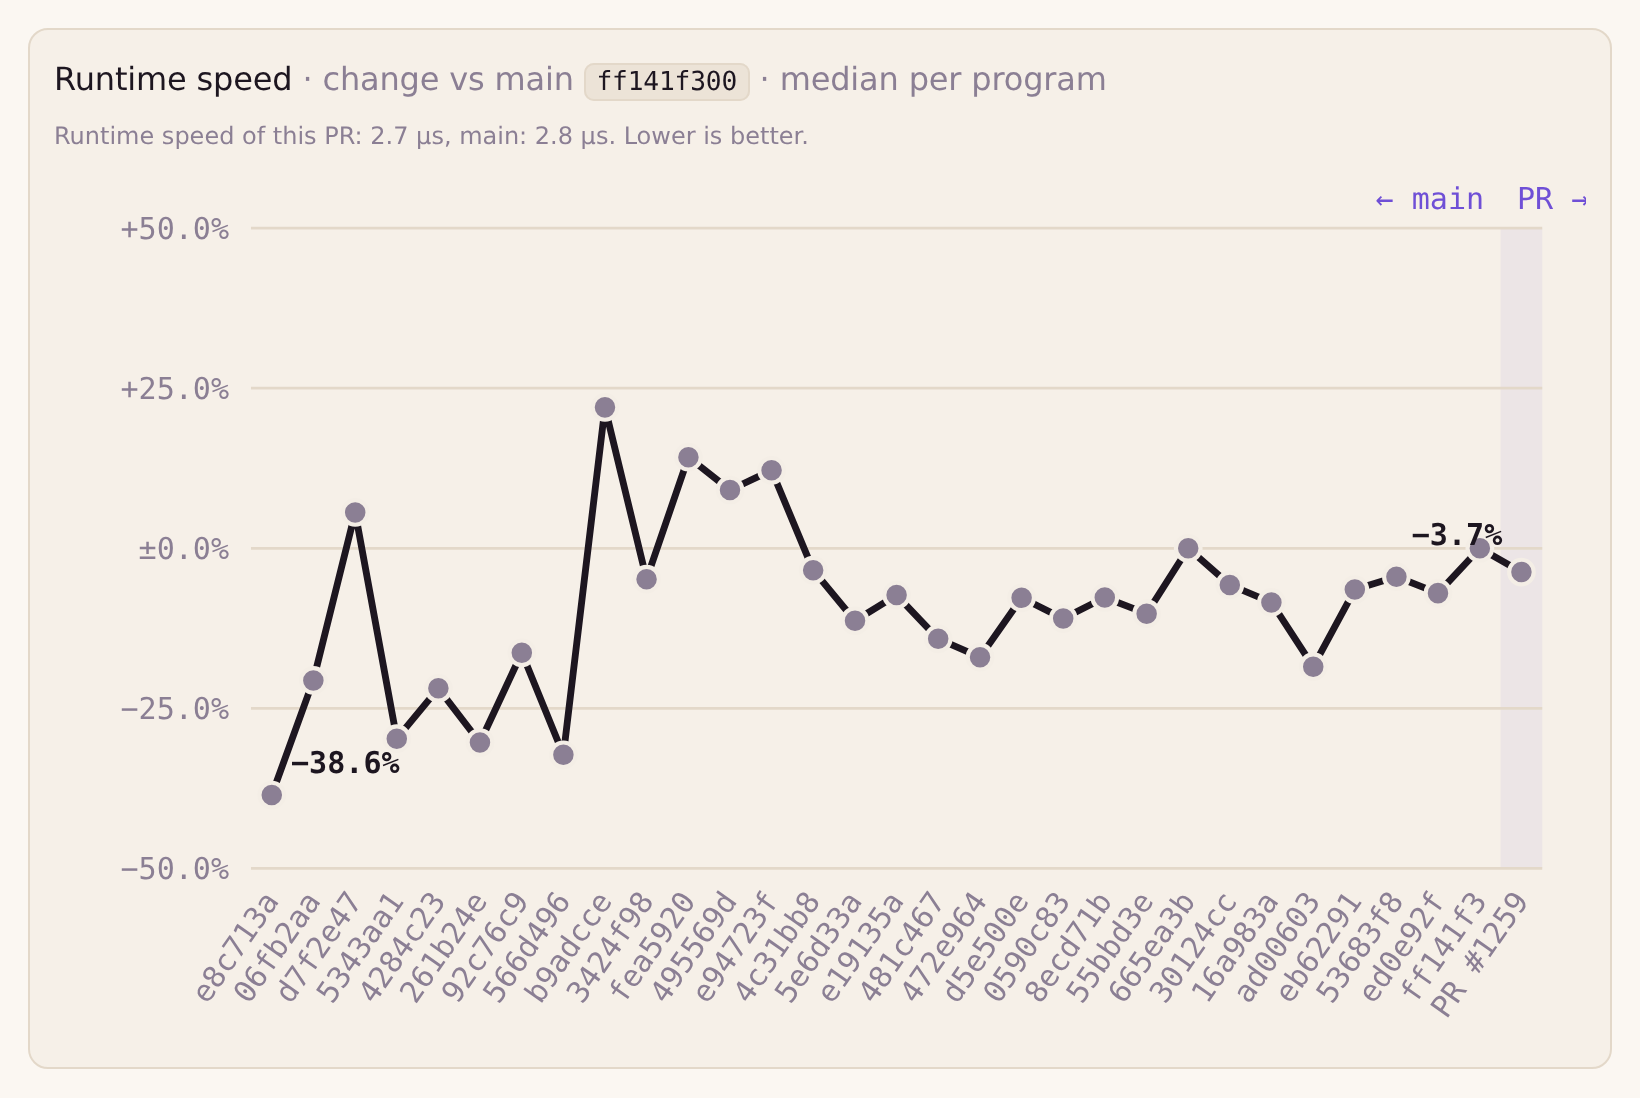 Runtime speed · change vs main ff141f300 · median per program
Runtime speed of this PR: 2.7 µs, main: 2.8 µs. Lower is better.
← main PR →
+50.0%
+25.0%
±0.0%
−25.0%
−50.0%
−38.6%
−3.7%
e8c713a
06fb2aa
d7f2e47
5343aa1
4284c23
261b24e
92c76c9
566d496
b9adcce
3424f98
fea5920
495569d
e94723f
4c31bb8
5e6d33a
e19135a
481c467
472e964
d5e500e
0590c83
8ecd71b
55bbd3e
665ea3b
30124cc
16a983a
ad00603
eb62291
53683f8
ed0e92f
ff141f3
PR #1259